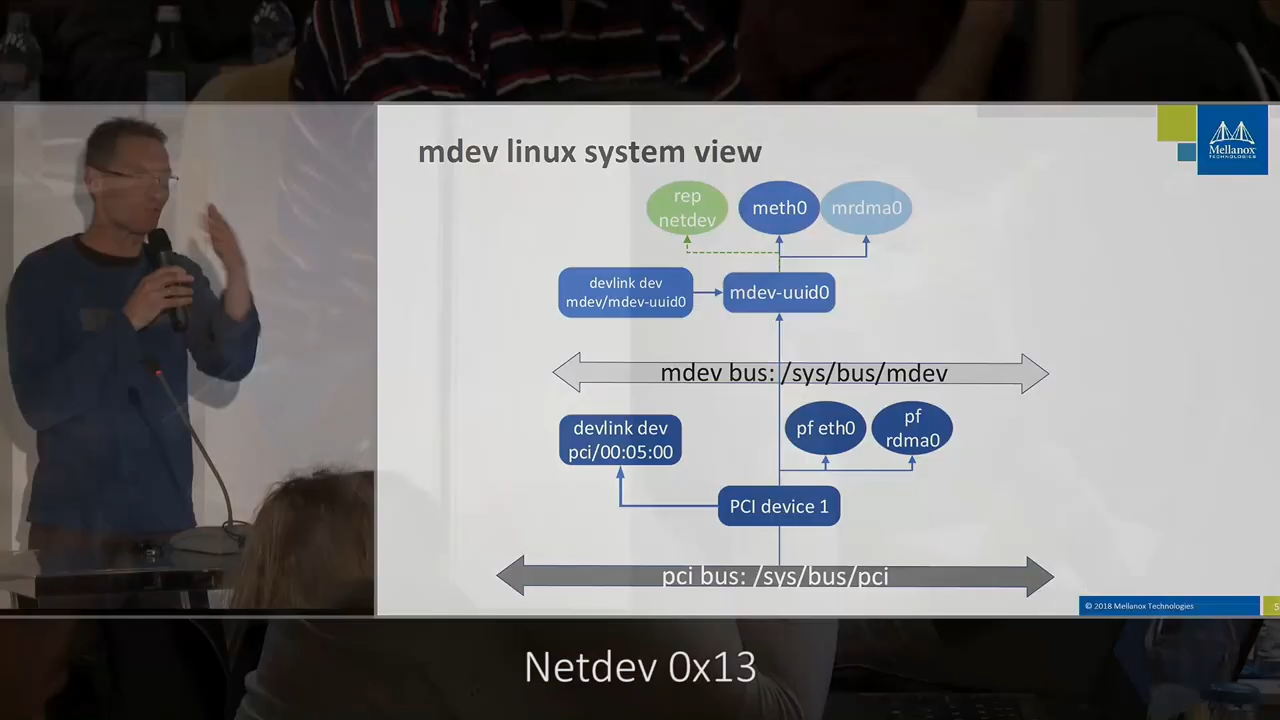 mdev linux system view
Mellanox
TECHNOLOGIES
rep
netdev
meth0
mrdma0
devlink dev
mdev/mdev-uuid0
mdev-uuid0
mdev bus: /sys/bus/mdev
devlink dev
pci/00:05:00
pf eth0
pf
rdma0
PCI device 1
pci bus: /sys/bus/pci
© 2018 Mellanox Technologies
5
Netdev 0x13